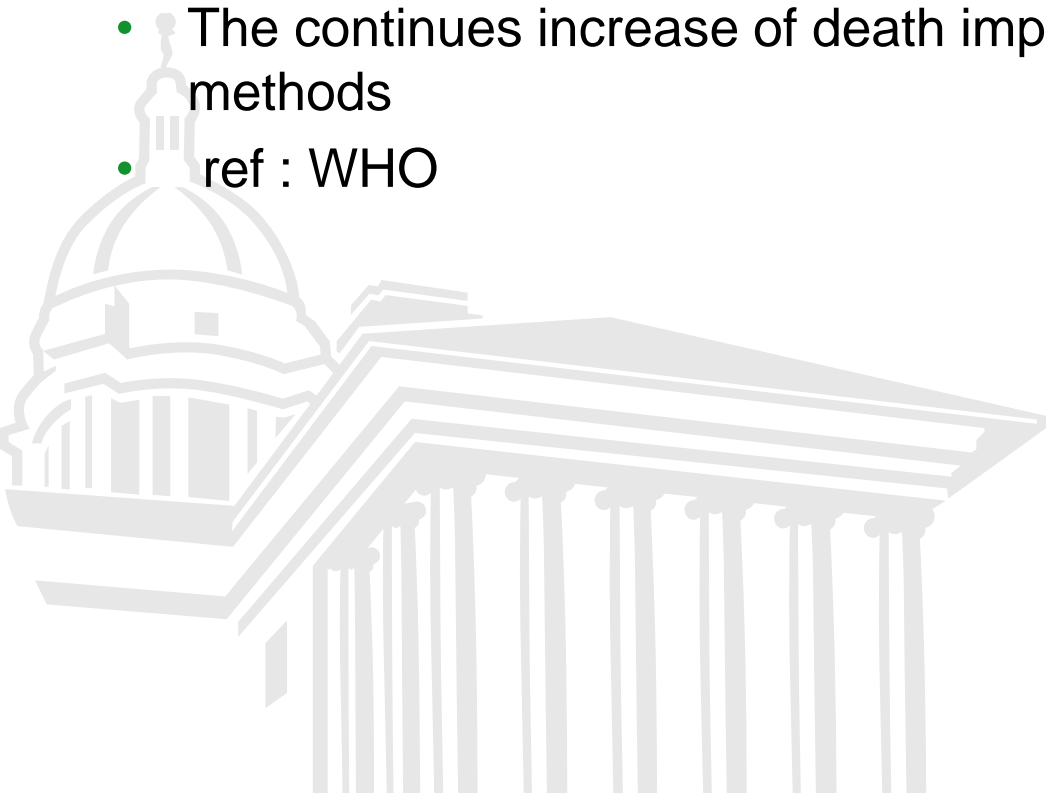 • The continues increase of death imp
methods
• ref : WHO